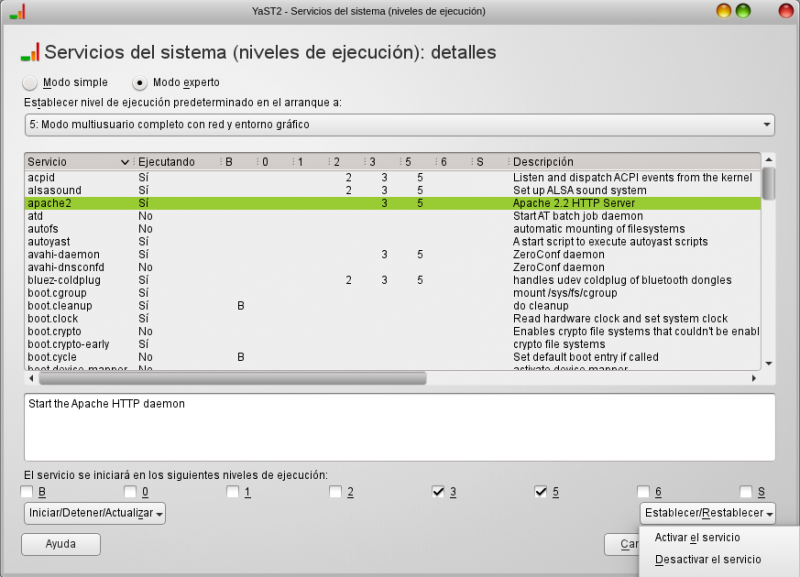 YaST2 - Servicios del sistema (niveles de ejecución)
Servicios del sistema (niveles de ejecución): detalles
Modo simple Modo experto
Establecer nivel de ejecución predeterminado en el arranque a:
5: Modo multiusuario completo con red y entorno gráfico
Servicio Ejecutando B 0 1 2 3 5 6 S Descripción
acpid Sí 2 3 5 Listen and dispatch ACPI events from the kernel
alsasound Sí 2 3 5 Set up ALSA sound system
apache2 Sí 3 5 Apache 2.2 HTTP Server
atd No Start AT batch job daemon
autofs No automatic mounting of filesystems
autoyast Sí A start script to execute autoyast scripts
avahi-daemon Sí 3 5 ZeroConf daemon
avahi-dnsconfd No ZeroConf daemon
bluez-coldplug Sí 2 3 5 handles udev coldplug of bluetooth dongles
boot.cgroup Sí mount /sys/fs/cgroup
boot.cleanup Sí B do cleanup
boot.clock Sí Read hardware clock and set system clock
boot.crypto No Enables crypto file systems that couldn't be enabl
boot.crypto-early Sí crypto file systems
boot.cycle No B Set default boot entry if called
boot.device-mapper No activate device mapper
Start the Apache HTTP daemon
El servicio se iniciará en los siguientes niveles de ejecución:
B 0 1 2 3 5 6 S
Iniciar/Detener/Actualizar Establecer/Restablecer
Activar el servicio
Ayuda Can
Desactivar el servicio